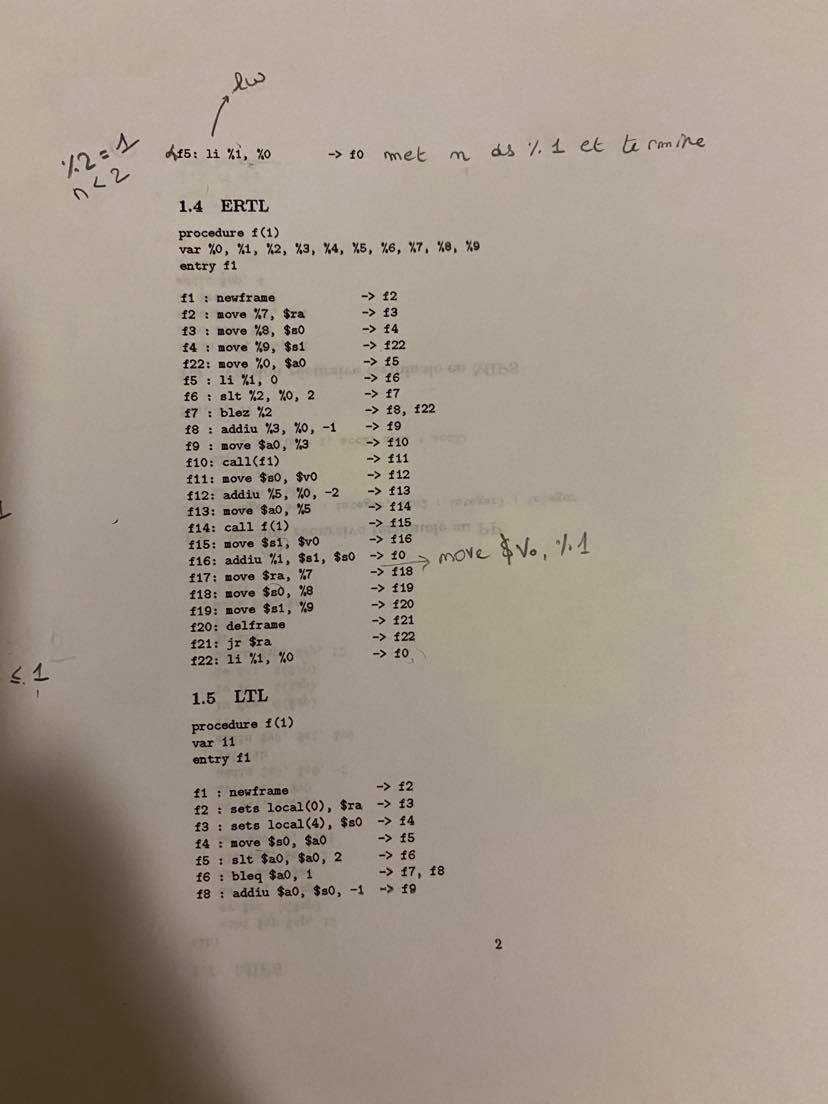 lw
%2 = 1
n < 2
f5: li %1, %0 -> f0 met n ds %1 et termine
1.4 ERTL
procedure f(1)
var %0, %1, %2, %3, %4, %5, %6, %7, %8, %9
entry f1
f1 : newframe -> f2
f2 : move %7, $ra -> f3
f3 : move %8, $s0 -> f4
f4 : move %9, $s1 -> f22
f22: move %0, $a0 -> f5
f5 : li %1, 0 -> f6
f6 : slt %2, %0, 2 -> f7
f7 : blez %2 -> f8, f22
f8 : addiu %3, %0, -1 -> f9
f9 : move $a0, %3 -> f10
f10: call(f1) -> f11
f11: move $s0, $v0 -> f12
f12: addiu %5, %0, -2 -> f13
f13: move $a0, %5 -> f14
f14: call f(1) -> f15
f15: move $s1, $v0 -> f16
f16: addiu %1, $s1, $s0 -> f0 → move $v0, %1
f17: move $ra, %7 -> f18
f18: move $s0, %8 -> f19
f19: move $s1, %9 -> f20
f20: delframe -> f21
f21: jr $ra -> f22
f22: li %1, %0 -> f0
≤ 1
1.5 LTL
procedure f(1)
var 11
entry f1
f1 : newframe -> f2
f2 : sets local(0), $ra -> f3
f3 : sets local(4), $s0 -> f4
f4 : move $s0, $a0 -> f5
f5 : slt $a0, $a0, 2 -> f6
f6 : bleq $a0, 1 -> f7, f8
f8 : addiu $a0, $s0, -1 -> f9
2